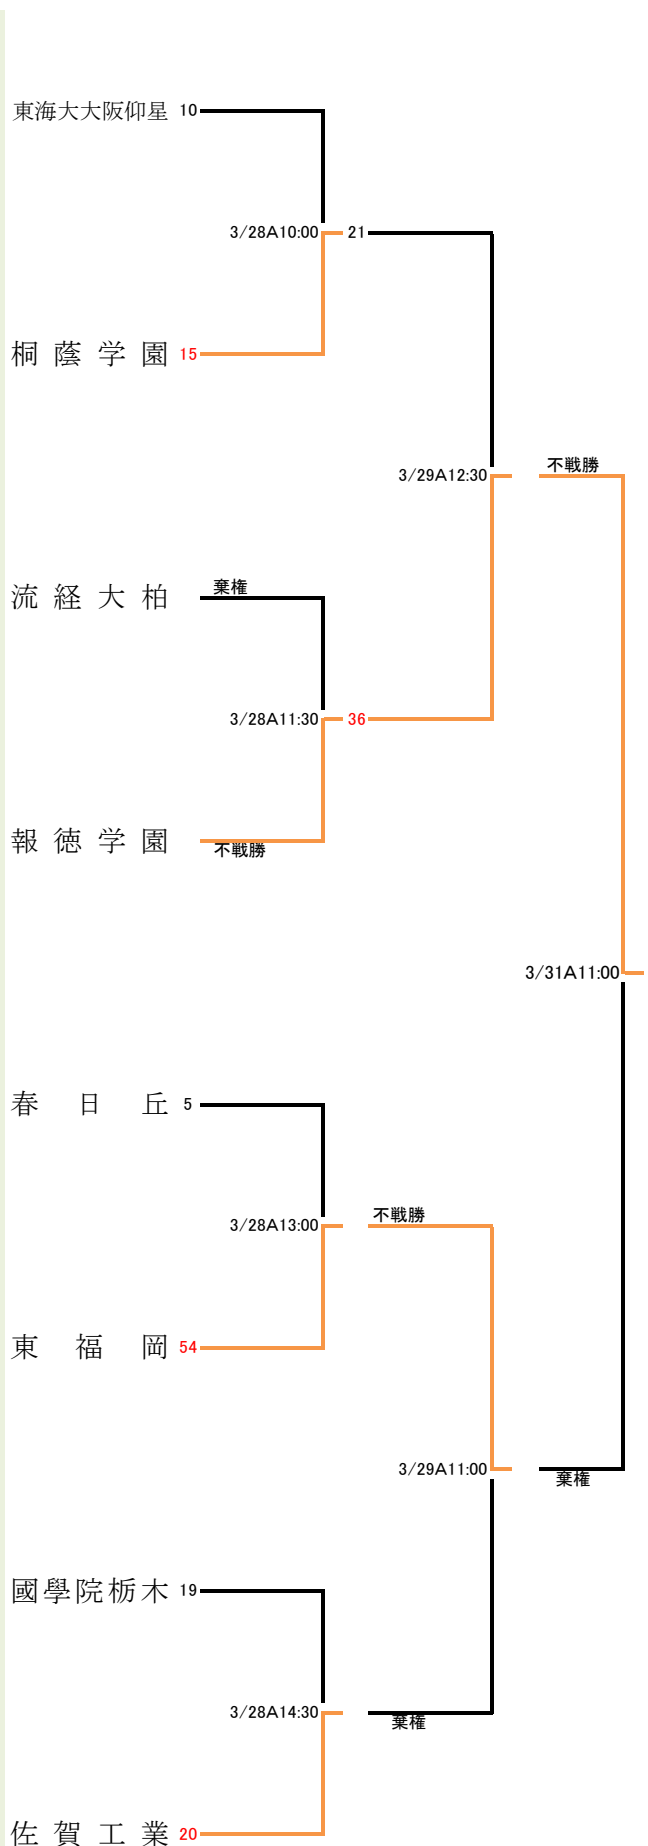 東海大大阪仰星 10
3/28A10:00 21
桐蔭学園 15
3/29A12:30 不戦勝
流経大柏 棄権
3/28A11:30 36
報徳学園 不戦勝
3/31A11:00
春日丘 5
3/28A13:00 不戦勝
東福岡 54
3/29A11:00 棄権
國學院栃木 19
3/28A14:30 棄権
佐賀工業 20